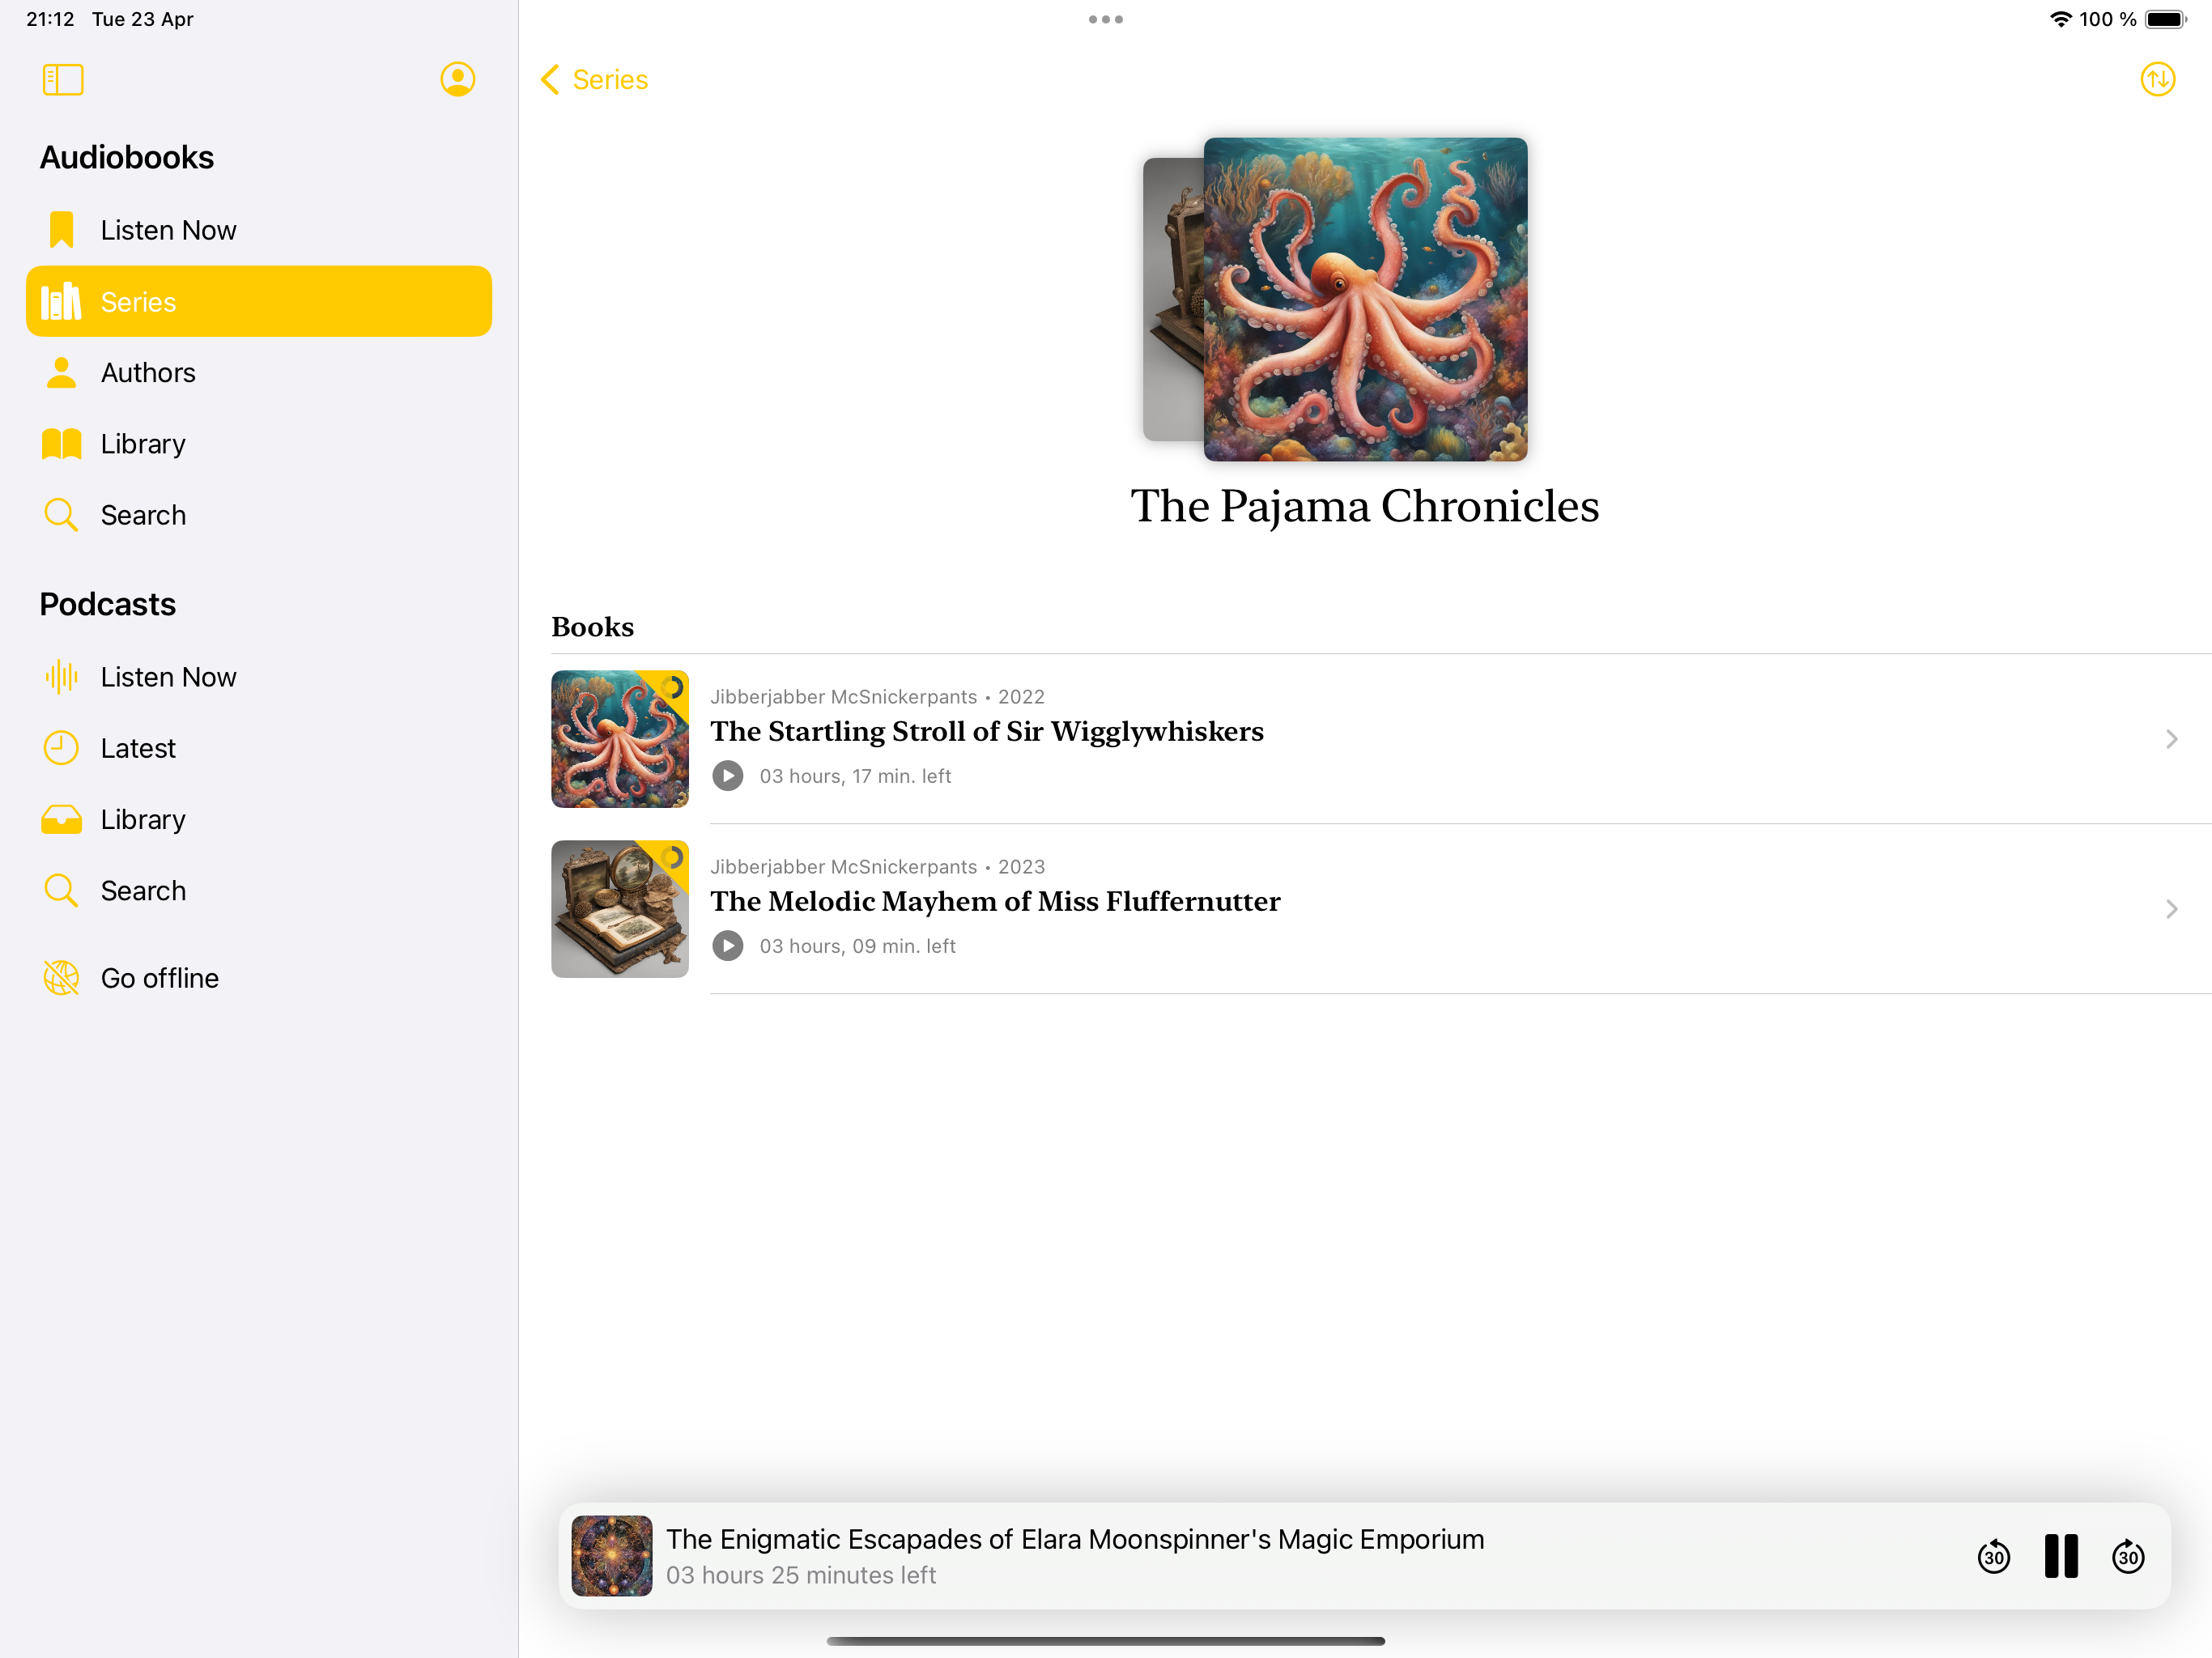 21:12 Tue 23 Apr
100 %
Audiobooks
Listen Now
Series
Authors
Library
Search
Podcasts
Listen Now
Latest
Library
Search
Go offline
Series
The Pajama Chronicles
Books
Jibberjabber McSnickerpants • 2022
The Startling Stroll of Sir Wigglywhiskers
03 hours, 17 min. left
Jibberjabber McSnickerpants • 2023
The Melodic Mayhem of Miss Fluffernutter
03 hours, 09 min. left
The Enigmatic Escapades of Elara Moonspinner's Magic Emporium
03 hours 25 minutes left
30
30